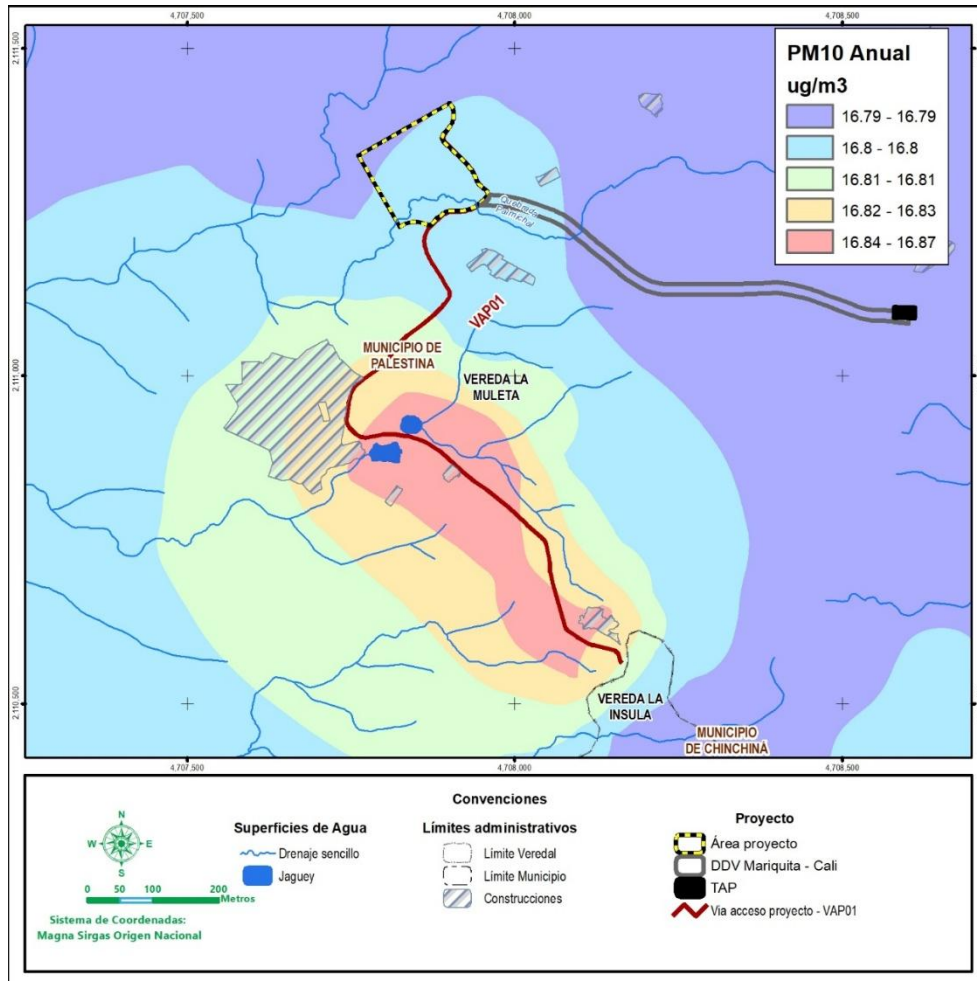 4,707,500
4,708,000
4,708,500
2.111.500
2.111.000
2.110.500
PM10 Anual
ug/m3
16.79 - 16.79
16.8 - 16.8
16.81 - 16.81
16.82 - 16.83
16.84 - 16.87
Quebrada
Palmichal
VAP01
MUNICIPIO DE
PALESTINA
VEREDA LA
MULETA
VEREDA LA
INSULA
MUNICIPIO
DE CHINCHINÁ
4,707,500
4,708,000
4,708,500
N
W
E
S
0 50 100 200
Metros
Sistema de Coordenadas:
Magna Sirgas Origen Nacional
Convenciones
Superficies de Agua
Drenaje sencillo
Jaguey
Límites administrativos
Límite Veredal
Límite Municipio
Construcciones
Proyecto
Área proyecto
DDV Mariquita - Cali
TAP
Via acceso proyecto - VAP01